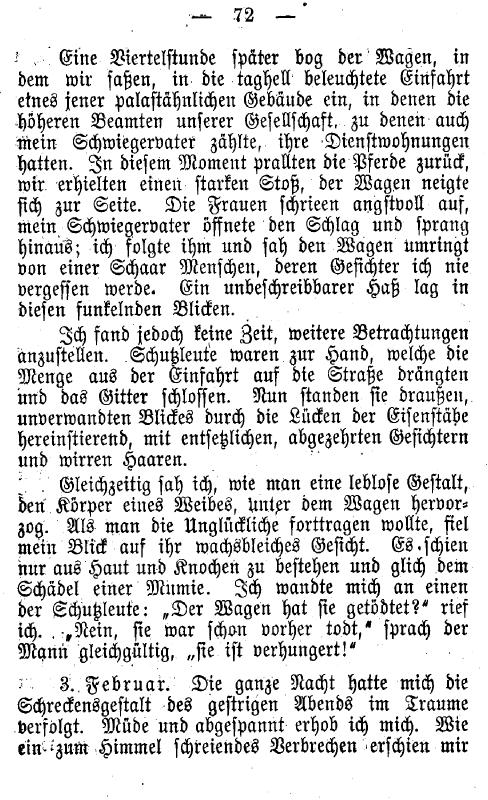 — 72 —
Eine Viertelstunde später bog der Wagen, in
dem wir saßen, in die taghell beleuchtete Einfahrt
etnes jener palastähnlichen Gebäude ein, in denen die
höheren Beamten unserer Gesellschaft, zu denen auch
mein Schwiegervater zählte, ihre Dienstwohnungen
hatten. In diesem Moment prallten die Pferde zurück,
wir erhielten einen starken Stoß, der Wagen neigte
sich zur Seite. Die Frauen schrieen angstvoll auf,
mein Schwiegervater öffnete den Schlag und sprang
hinaus; ich folgte ihm und sah den Wagen umringt
von einer Schaar Menschen, deren Gesichter ich nie
vergessen werde. Ein unbeschreibbarer Haß lag in
diesen funkelnden Blicken.
Ich fand jedoch keine Zeit, weitere Betrachtungen
anzustellen. Schutzleute waren zur Hand, welche die
Menge aus der Einfahrt auf die Straße drängten
und das Gitter schlossen. Nun standen sie draußen,
unverwandten Blickes durch die Lücken der Eisenstäbe
hereinstierend, mit entsetzlichen, abgezehrten Gesichtern
und wirren Haaren.
Gleichzeitig sah ich, wie man eine leblose Gestalt,
den Körper eines Weibes, unter dem Wagen hervor-
zog. Als man die Unglückliche forttragen wollte, fiel
mein Blick auf ihr wachsbleiches Gesicht. Es schien
nur aus Haut und Knochen zu bestehen und glich dem
Schädel einer Mumie. Ich wandte mich an einen
der Schutzleute: „Der Wagen hat sie getödtet?“ rief
ich. „Nein, sie war schon vorher todt,“ sprach der
Mann gleichgültig, „sie ist verhungert!“
3. Februar. Die ganze Nacht hatte mich die
Schreckensgestalt des gestrigen Abends im Traume
verfolgt. Müde und abgespannt erhob ich mich. Wie
ein zum Himmel schreiendes Verbrechen erschien mir